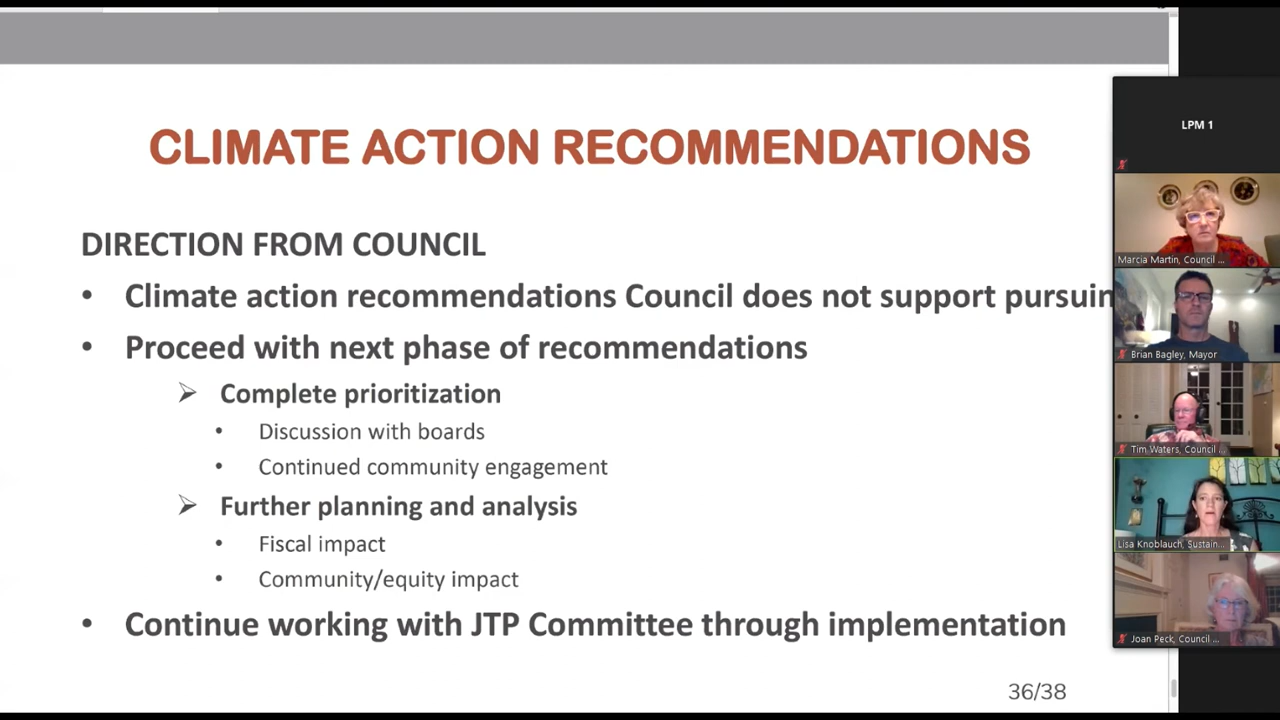 CLIMATE ACTION RECOMMENDATIONS
DIRECTION FROM COUNCIL
• Climate action recommendations Council does not support pursuin
• Proceed with next phase of recommendations
➢ Complete prioritization
• Discussion with boards
• Continued community engagement
➢ Further planning and analysis
• Fiscal impact
• Community/equity impact
• Continue working with JTP Committee through implementation
36/38
LPM 1
Marcia Martin, Council ...
Brian Bagley, Mayor
Tim Waters, Council ...
Lisa Knoblauch, Sustain...
Joan Peck, Council ...